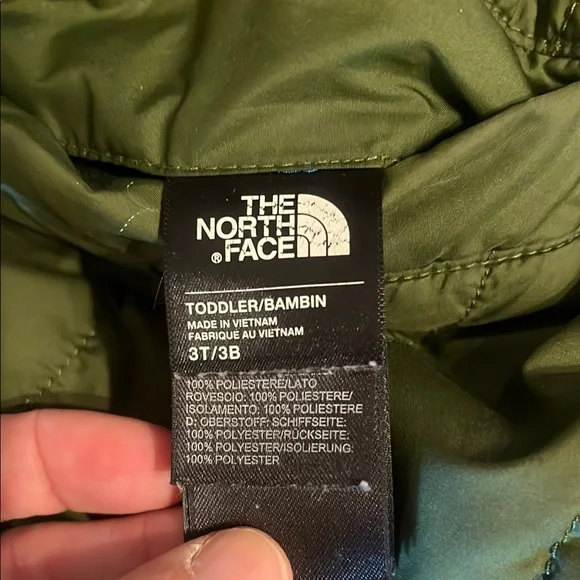 THE
NORTH
FACE
®
TODDLER/BAMBIN
MADE IN VIETNAM
FABRIQUE AU VIETNAM
3T/3B
100% POLIESTERE/LATO
ROVESCIO: 100% POLIESTERE/
ISOLAMENTO: 100% POLIESTERE
D: OBERSTOFF: SCHIFFSEITE:
100% POLYESTER/RÜCKSEITE:
100% POLYESTER/ISOLIERUNG:
100% POLYESTER